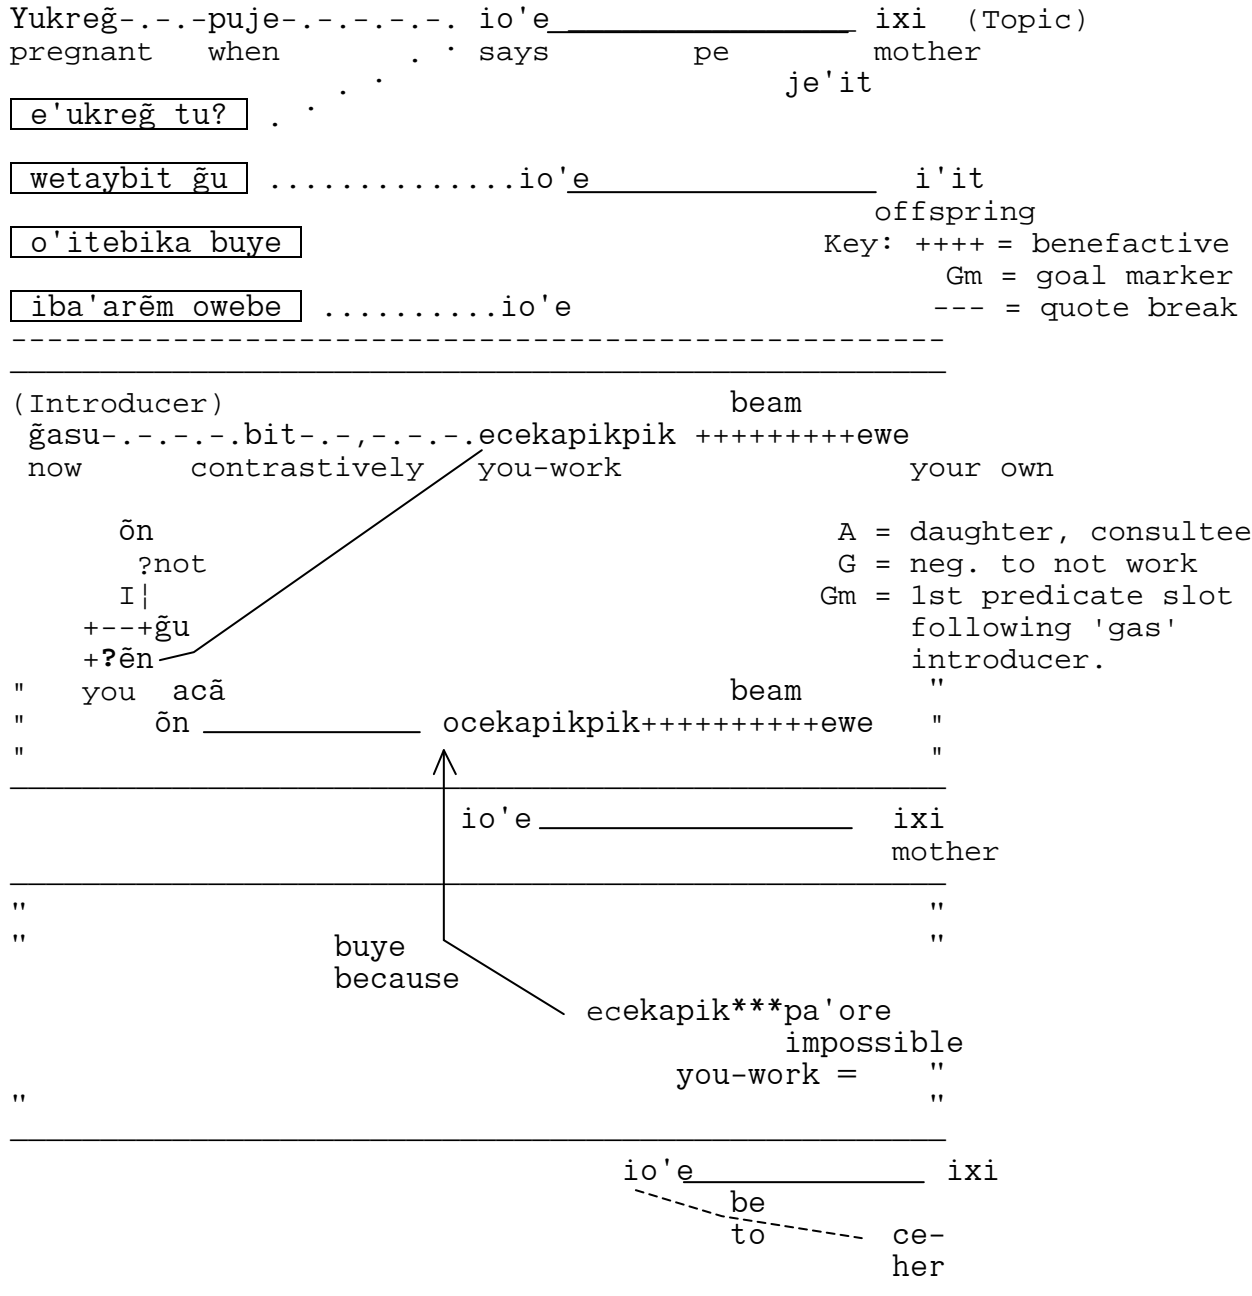 Yukreg̃-.-.-puje-.-.-.-.-. io'e ixi (Topic)
pregnant when says pe mother
je'it
e'ukreg̃ tu?
wetaybit g̃u ..............io'e i'it
offspring
o'itebika buye Key: ++++ = benefactive
Gm = goal marker
iba'arẽm owebe ..........io'e --- = quote break
(Introducer) beam
g̃asu-.-.-.-.bit-.-,-.-.-.ecekapikpik +++++++++ewe
now contrastively you-work your own
õn A = daughter, consultee
?not G = neg. to not work
I¦ Gm = 1st predicate slot
+--+g̃u following 'gas'
+?ẽn introducer.
" you acã beam "
" õn ocekapikpik++++++++++ewe "
" "
io'e ixi
mother
" "
" buye "
because
ecekapik***pa'ore
impossible
you-work = "
" "
io'e ixi
be
to ce-
her